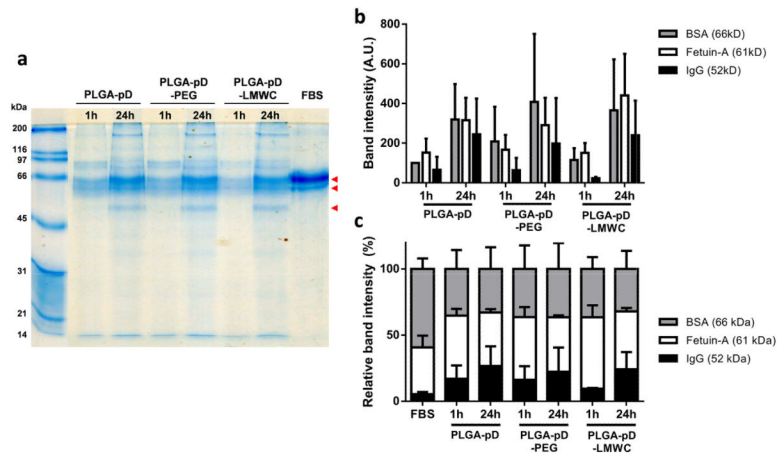 a
PLGA-pD PLGA-pD -PEG PLGA-pD -LMWC FBS
kDa 1h 24h 1h 24h 1h 24h
200
116
97
66
45
31
21
14
b
Band intensitiy (A.U.)
800
600
400
200
0
BSA (66kD)
Fetuin-A (61kD)
IgG (52kD)
1h 24h 1h 24h 1h 24h
PLGA-pD PLGA-pD -PEG PLGA-pD -LMWC
c
Relative band intensity (%)
100
50
0
BSA (66 kDa)
Fetuin-A (61 kDa)
IgG (52 kDa)
FBS 1h 24h 1h 24h 1h 24h
PLGA-pD PLGA-pD -PEG PLGA-pD -LMWC